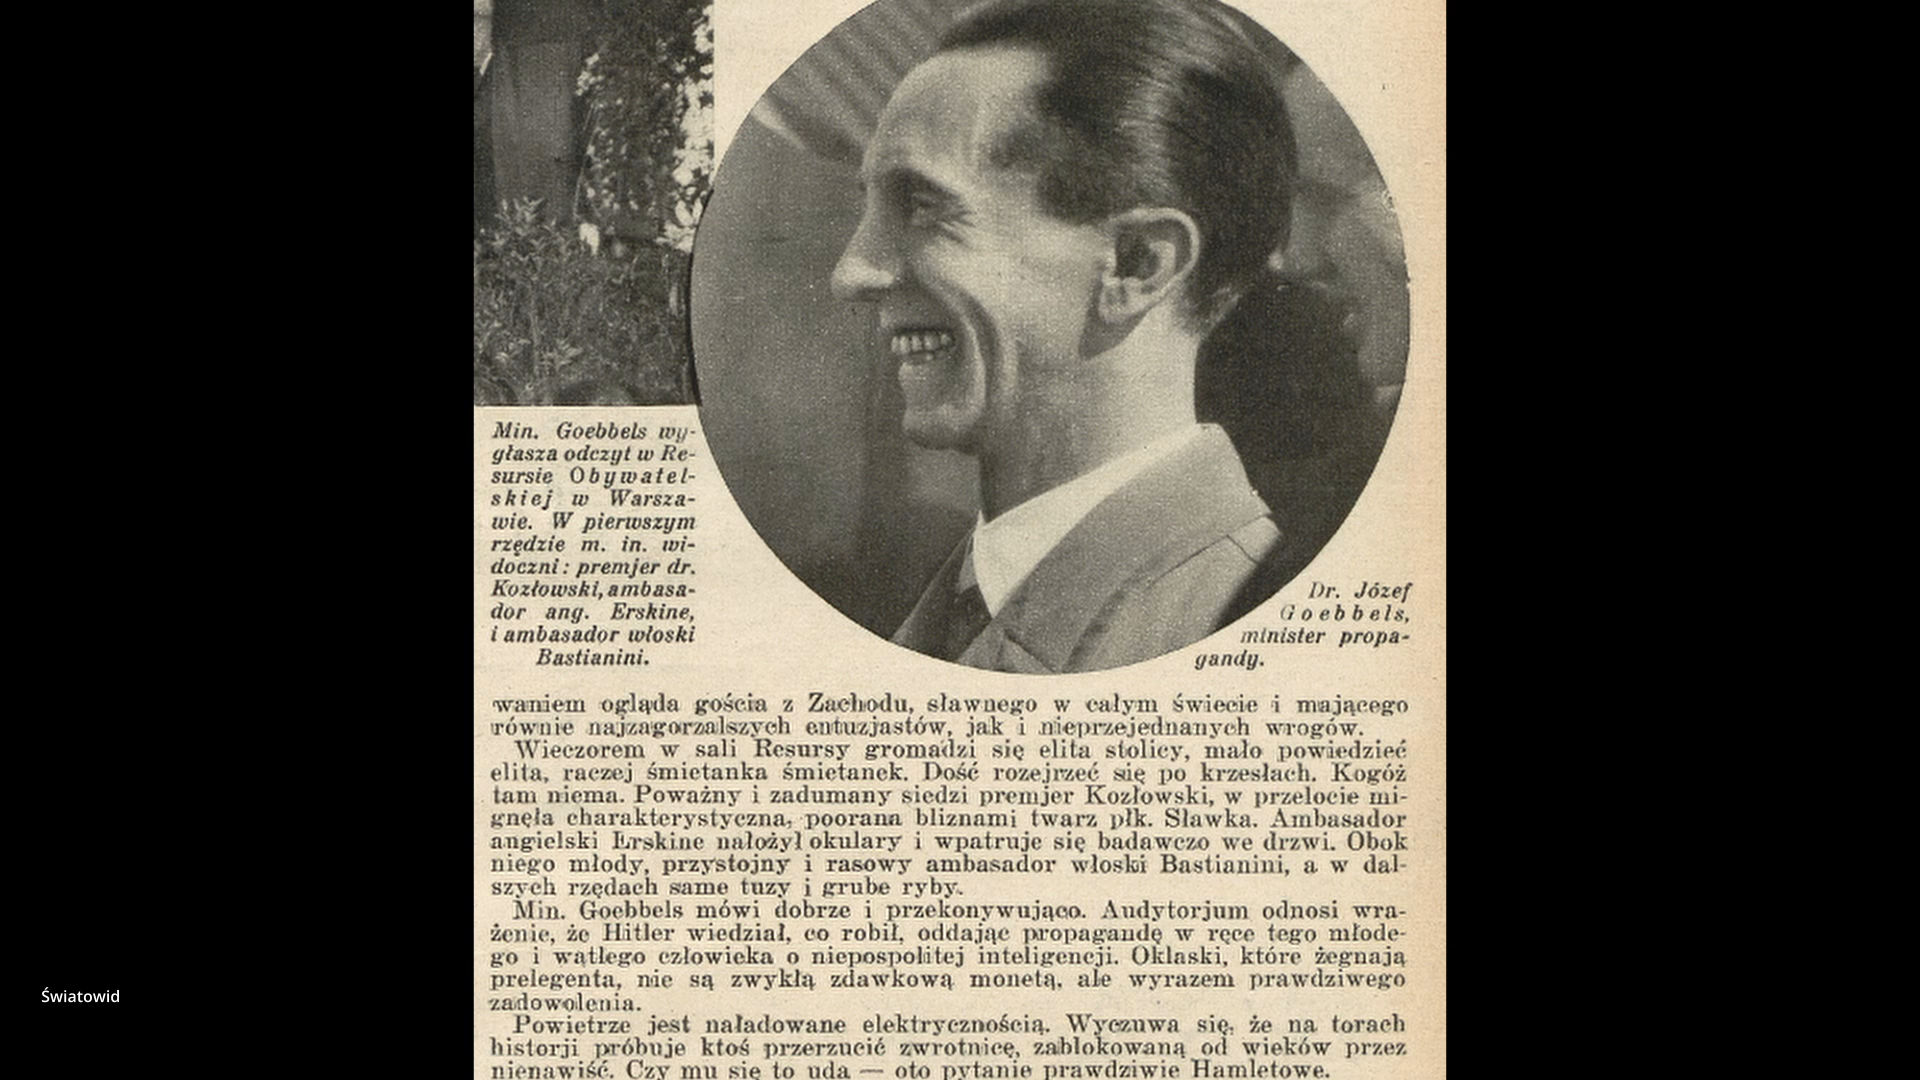 Min. Goebbels wy-
głasza odczyt w Re-
sursie Obywatel-
skiej w Warsza-
wie. W pierwszym
rzędzie m. in. wi-
doczni: premjer dr.
Kozłowski, ambasa-
dor ang. Erskine,
i ambasador włoski
Bastianini.
Dr. Józef
Goebbels,
minister propa-
gandy.
waniem ogląda gościa z Zachodu, sławnego w całym świecie i mającego
równie najzagorzalszych entuzjastów, jak i nieprzejednanych wrogów.
Wieczorem w sali Resursy gromadzi się elita stolicy, mało powiedzieć
elita, raczej śmietanka śmietanek. Dość rozejrzeć się po krzesłach. Kogóż
tam niema. Poważny i zadumany siedzi premjer Kozłowski, w przelocie mi-
gnęła charakterystyczna, poorana bliznami twarz płk. Sławka. Ambasador
angielski Erskine nałożył okulary i wpatruje się badawczo we drzwi. Obok
niego młody, przystojny i rasowy ambasador włoski Bastianini, a w dal-
szych rzędach same tuzy i grube ryby.
Min. Goebbels mówi dobrze i przekonywująco. Audytorjum odnosi wra-
żenie, że Hitler wiedział, co robił, oddając propagandę w ręce tego młode-
go i wątłego człowieka o niepospolitej inteligencji. Oklaski, które żegnają
prelegenta, nie są zwykłą zdawkową monetą, ale wyrazem prawdziwego
zadowolenia.
Powietrze jest naładowane elektrycznością. Wyczuwa się, że na torach
historji próbuje ktoś przerzucić zwrotnicę, zablokowaną od wieków przez
nienawiść. Czy mu się to uda — oto pytanie prawdziwie Hamletowe.
Światowid